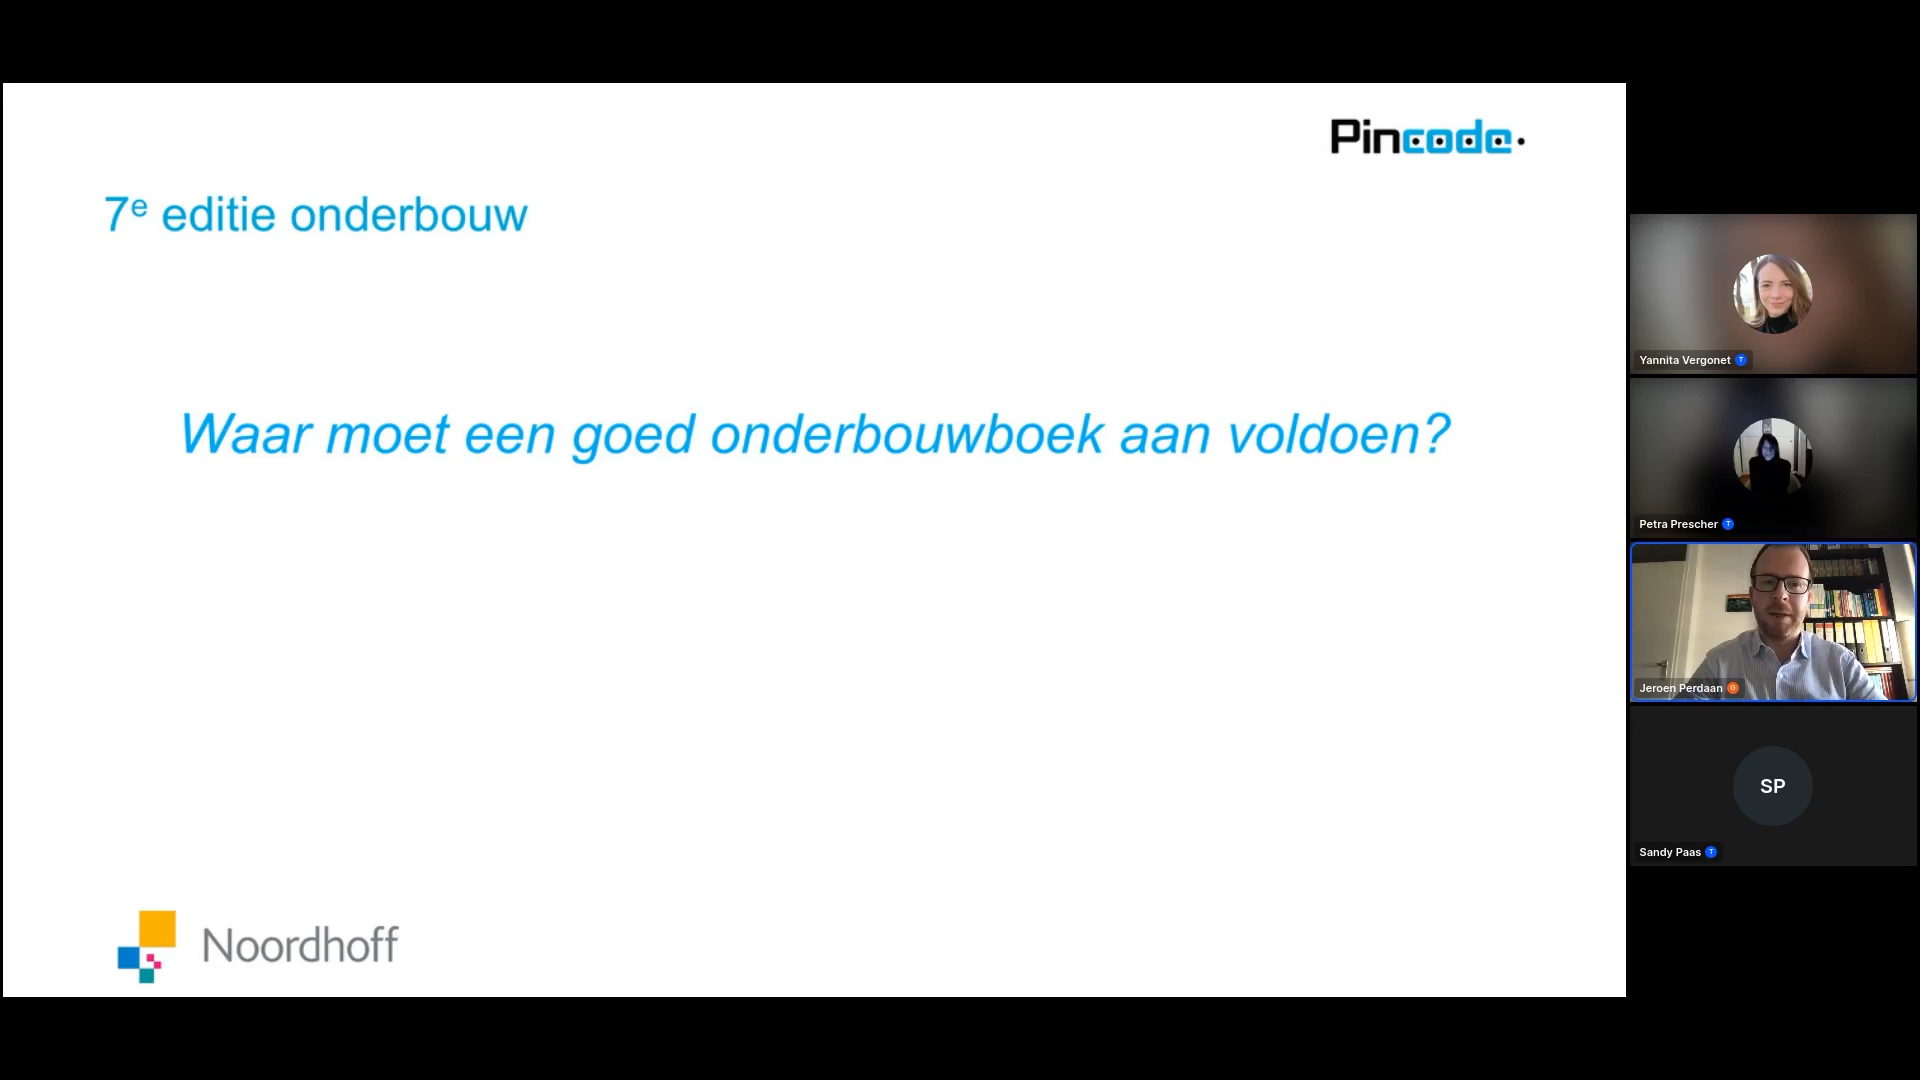 Pincode
7e editie onderbouw
Waar moet een goed onderbouwboek aan voldoen?
Noordhoff
Yannita Vergonet T
Petra Prescher T
Jeroen Perdaan G
SP
Sandy Paas T